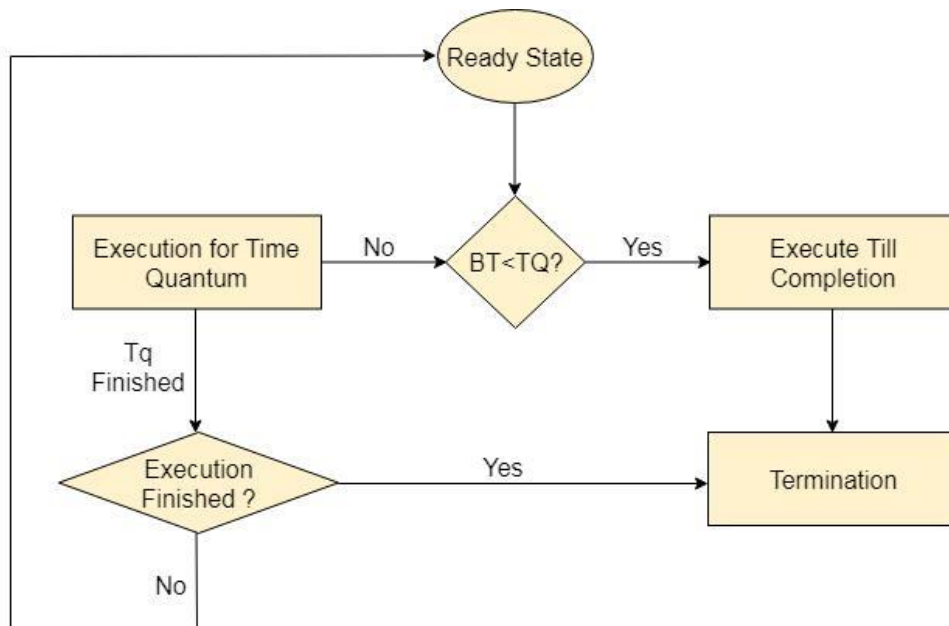 Ready State
Execution for Time
Quantum
No
BT<TQ?
Yes
Execute Till
Completion
Tq
Finished
Execution
Finished ?
Yes
Termination
No